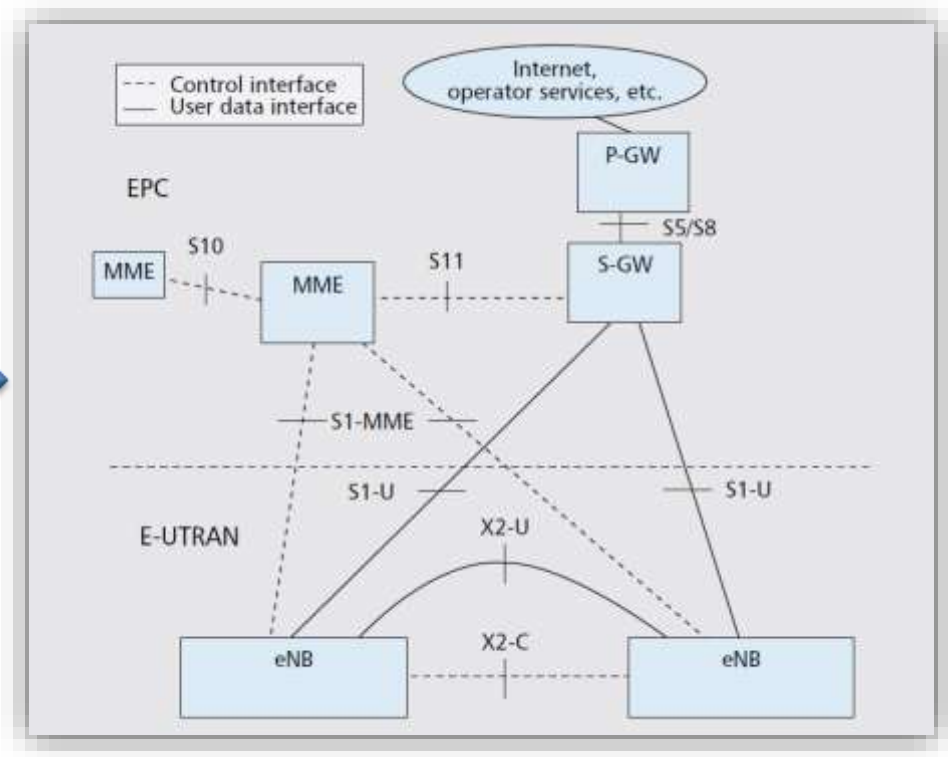 Control interface
User data interface
Internet,
operator services, etc.
P-GW
EPC
S5/S8
S10
S11
S-GW
MME
MME
S1-MME
S1-U
S1-U
X2-U
E-UTRAN
X2-C
eNB
eNB